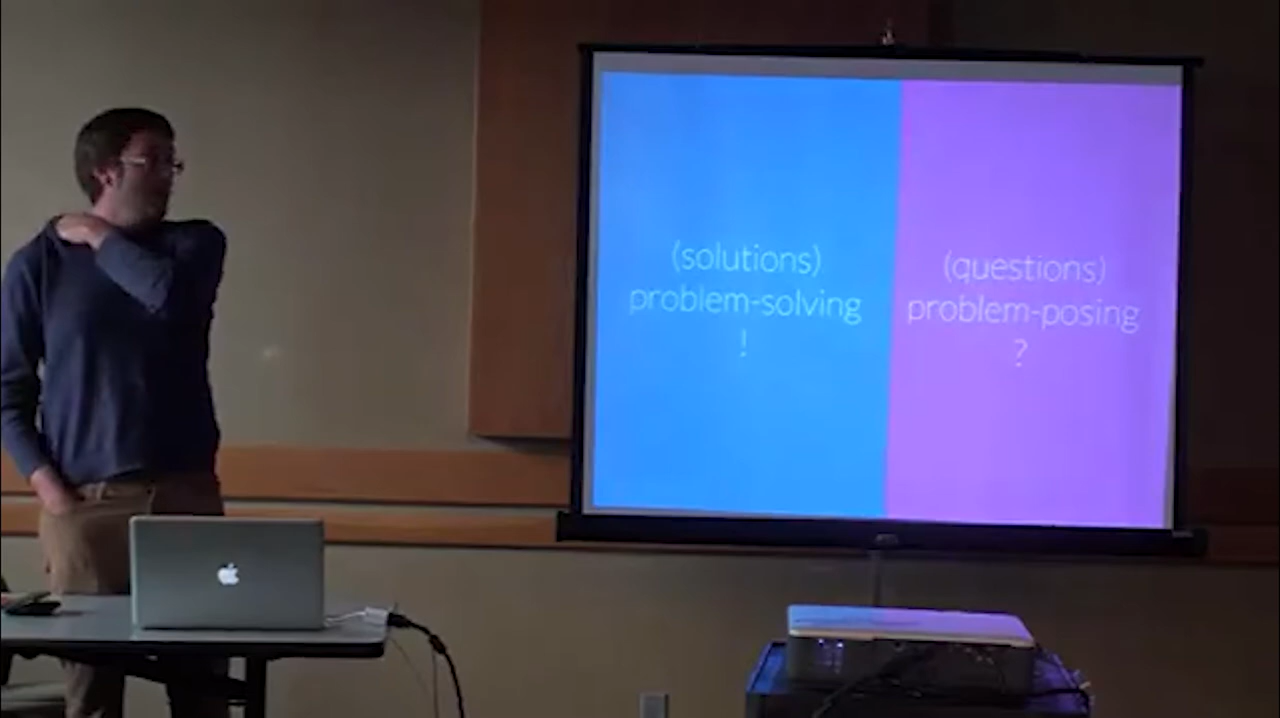 (solutions)
problem-solving
!
(questions)
problem-posing
?